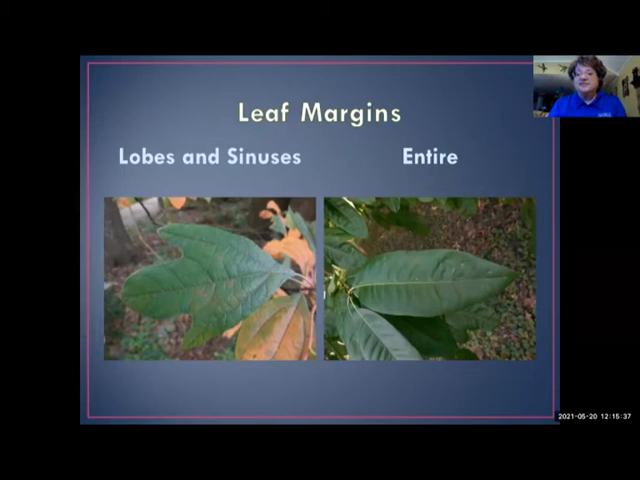 Leaf Margins
Lobes and Sinuses
Entire
2021-05-20 12:15:37